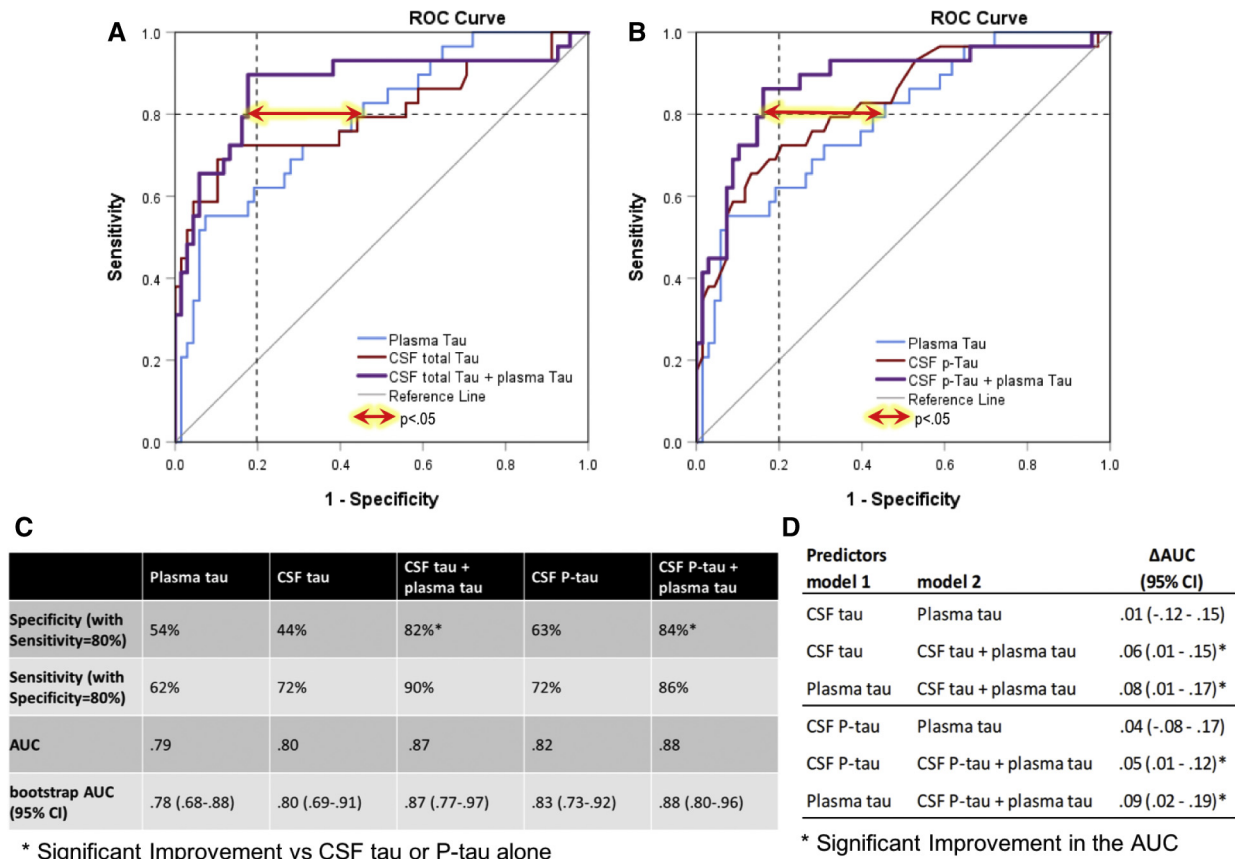 A
ROC Curve
1.0
0.8
0.6
0.4
0.2
0.0
Sensitivity
0.0 0.2 0.4 0.6 0.8 1.0
1 - Specificity
Plasma Tau
CSF total Tau
CSF total Tau + plasma Tau
Reference Line
p<.05
B
ROC Curve
1.0
0.8
0.6
0.4
0.2
0.0
Sensitivity
0.0 0.2 0.4 0.6 0.8 1.0
1 - Specificity
Plasma Tau
CSF p-Tau
CSF p-Tau + plasma Tau
Reference Line
p<.05
C
Plasma tau CSF tau CSF tau + plasma tau CSF P-tau CSF P-tau + plasma tau
Specificity (with Sensitivity=80%) 54% 44% 82%* 63% 84%*
Sensitivity (with Specificity=80%) 62% 72% 90% 72% 86%
AUC .79 .80 .87 .82 .88
bootstrap AUC (95% CI) .78 (.68-.88) .80 (.69-.91) .87 (.77-.97) .83 (.73-.92) .88 (.80-.96)
* Significant Improvement vs CSF tau or P-tau alone
D
Predictors ΔAUC
model 1 model 2 (95% CI)
CSF tau Plasma tau .01 (-.12 - .15)
CSF tau CSF tau + plasma tau .06 (.01 - .15)*
Plasma tau CSF tau + plasma tau .08 (.01 - .17)*
CSF P-tau Plasma tau .04 (-.08 - .17)
CSF P-tau CSF P-tau + plasma tau .05 (.01 - .12)*
Plasma tau CSF P-tau + plasma tau .09 (.02 - .19)*
* Significant Improvement in the AUC